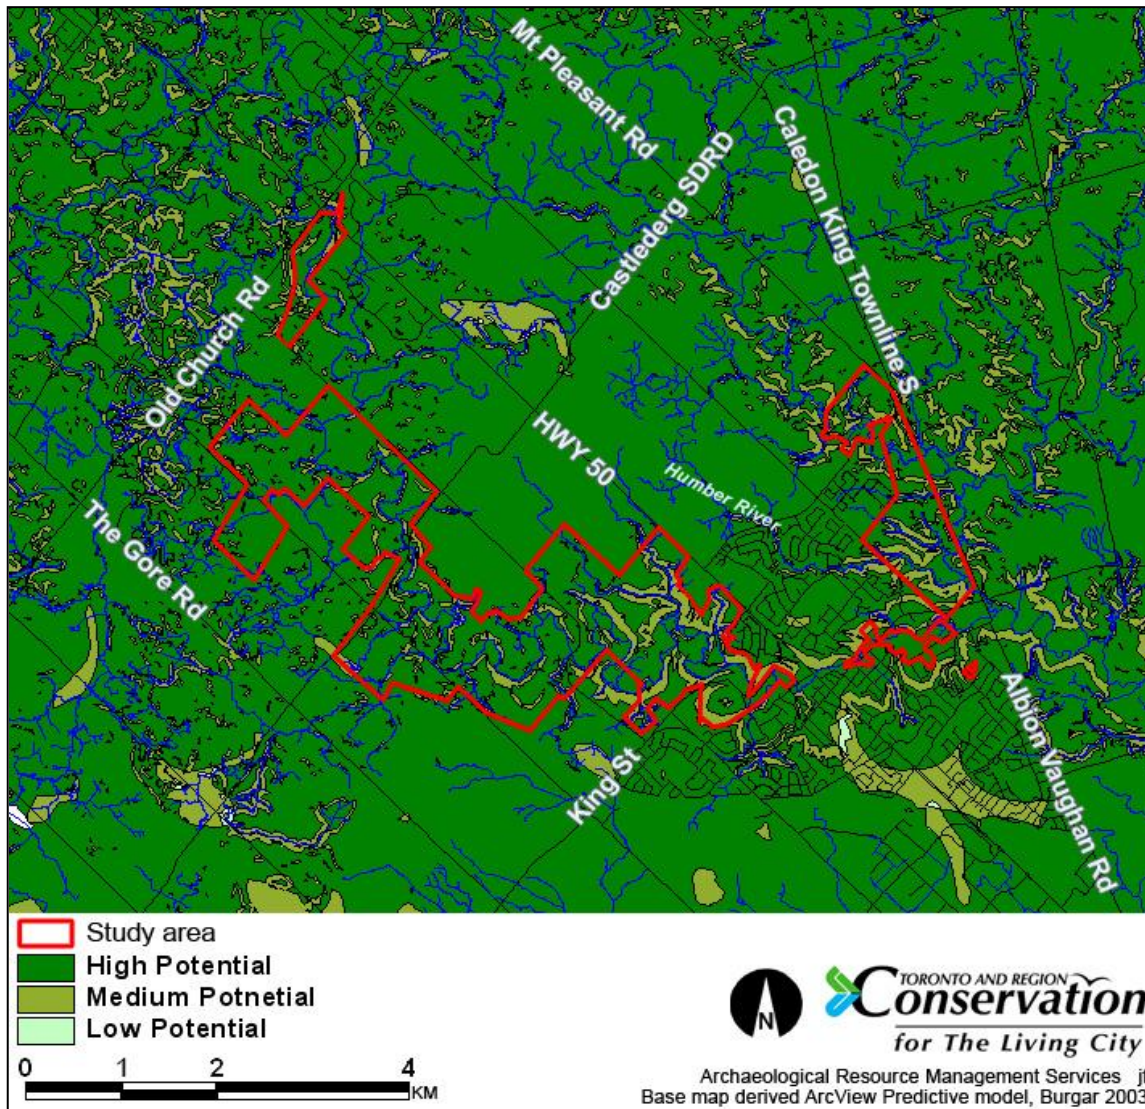 Mt Pleasant Rd
Castlederg SDRD
Caledon King Townline S
Old Church Rd
HWY 50
Humber River
The Gore Rd
King St
Albion Vaughan Rd
Study area
High Potential
Medium Potnetial
Low Potential
0 1 2 4
KM
N
TORONTO AND REGION
Conservation
for The Living City
Archaeological Resource Management Services jf
Base map derived ArcView Predictive model, Burgar 2003